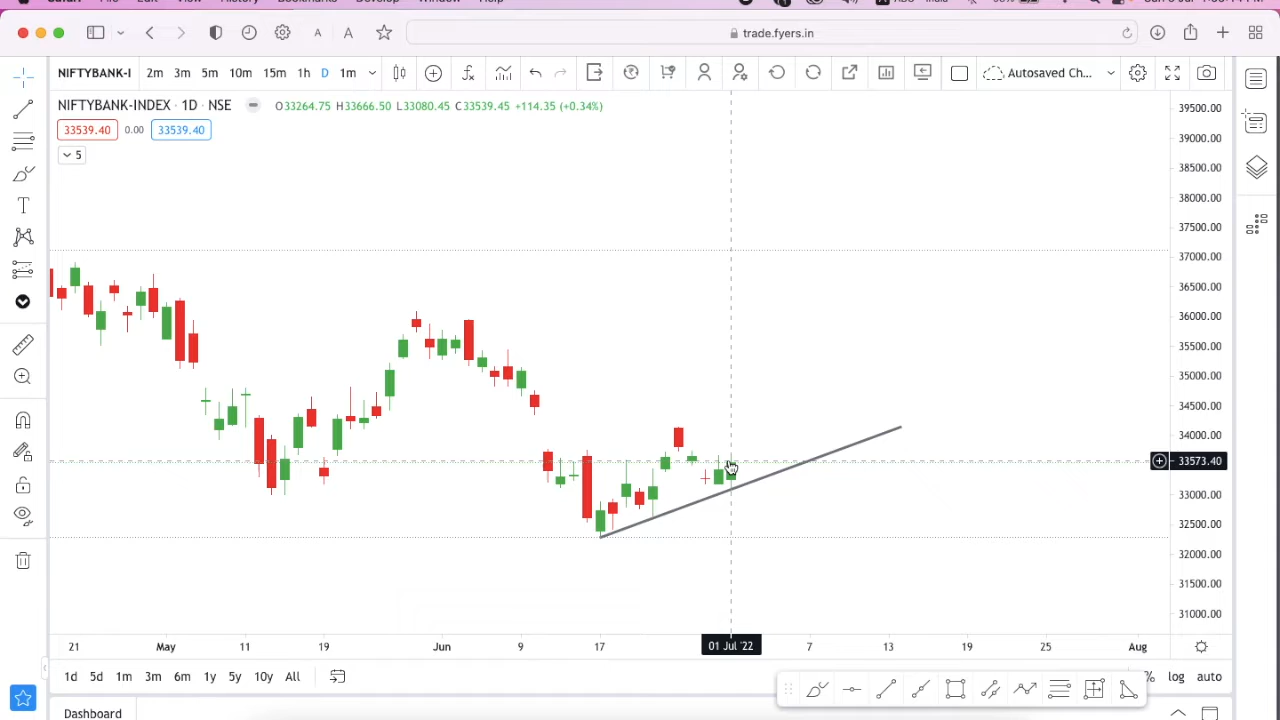 trade.fyers.in
NIFTYBANK-I 2m 3m 5m 10m 15m 1h D 1m Autosaved Ch...
NIFTYBANK-INDEX · 1D · NSE O33264.75 H33666.50 L33080.45 C33539.45 +114.35 (+0.34%)
33539.40 0.00 33539.40
5
39500.00
39000.00
38500.00
38000.00
37500.00
37000.00
36500.00
36000.00
35500.00
35000.00
34500.00
34000.00
33573.40
33000.00
32500.00
32000.00
31500.00
31000.00
21 May 11 19 Jun 9 17 01 Jul '22 7 13 19 25 Aug
1d 5d 1m 3m 6m 1y 5y 10y All % log auto
Dashboard